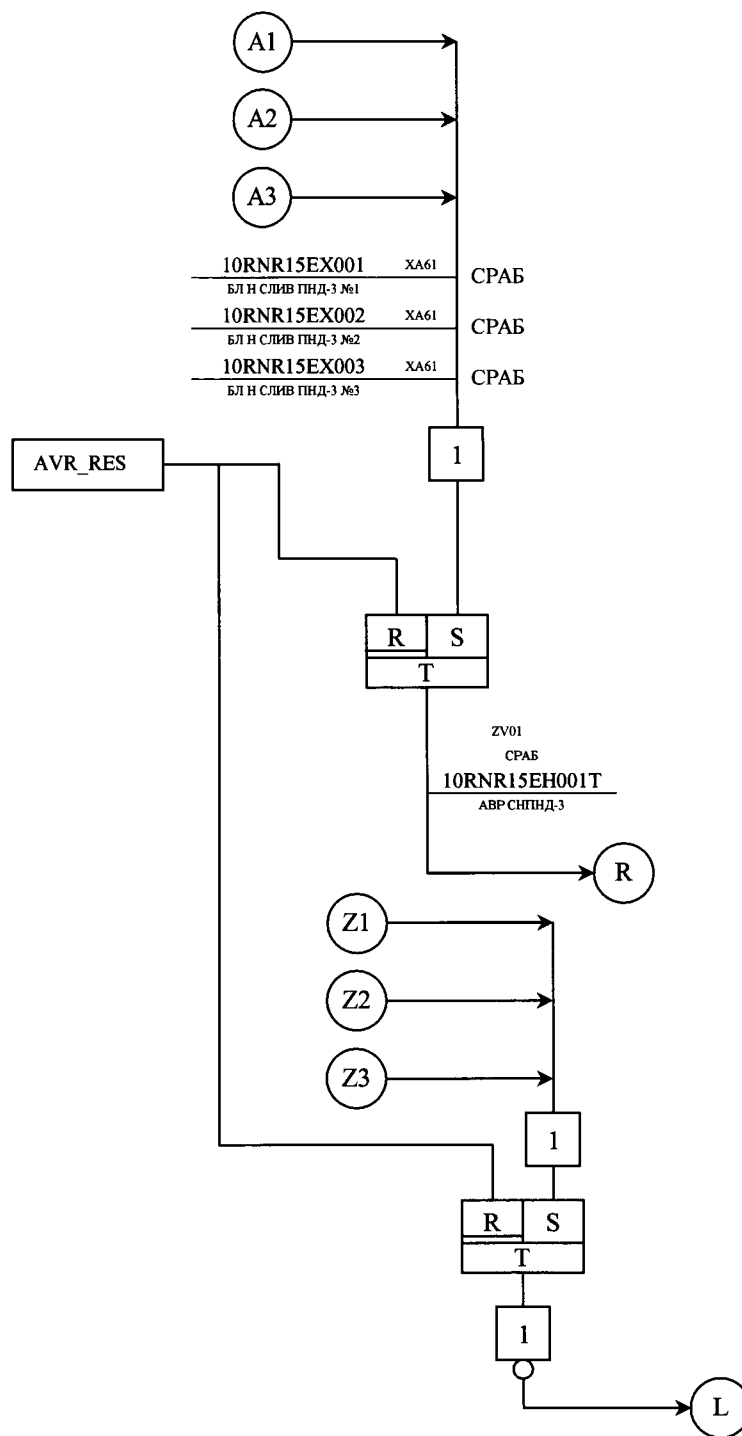 A1
A2
A3
10RNR15EX001 XA61 СРАБ
БЛ Н СЛИВ ПНД-3 №1
10RNR15EX002 XA61 СРАБ
БЛ Н СЛИВ ПНД-3 №2
10RNR15EX003 XA61 СРАБ
БЛ Н СЛИВ ПНД-3 №3
1
AVR_RES
R S
T
ZV01
СРАБ
10RNR15EH001T
АВР СНПНД-3
R
Z1
Z2
Z3
1
R S
T
1
L